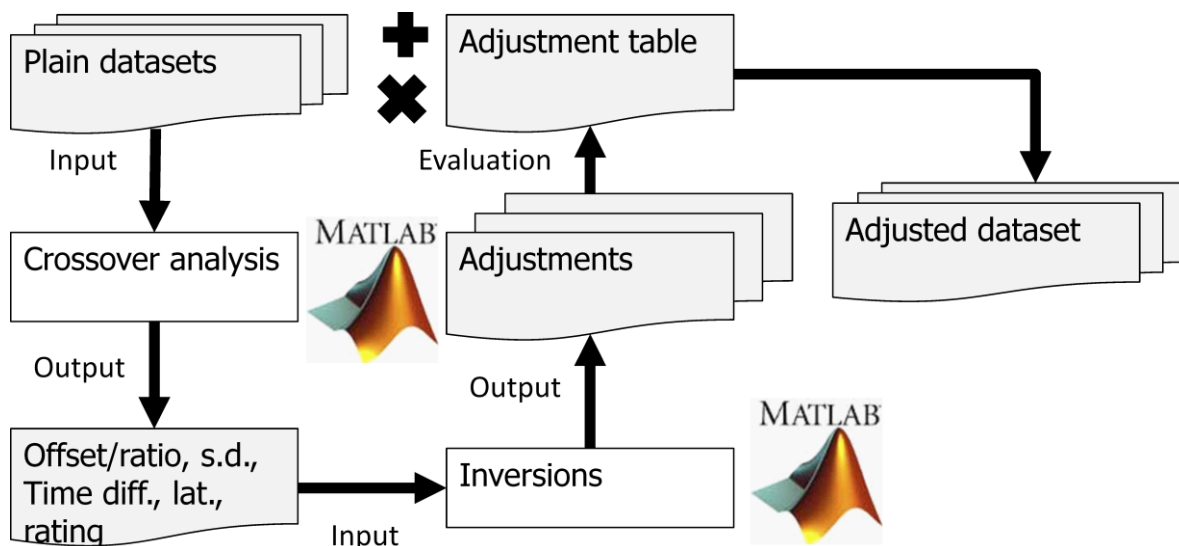 Plain datasets
Input
Crossover analysis
MATLAB®
Output
Offset/ratio, s.d.,
Time diff., lat.,
rating
Input
Inversions
MATLAB®
Output
Adjustments
Evaluation
Adjustment table
Adjusted dataset